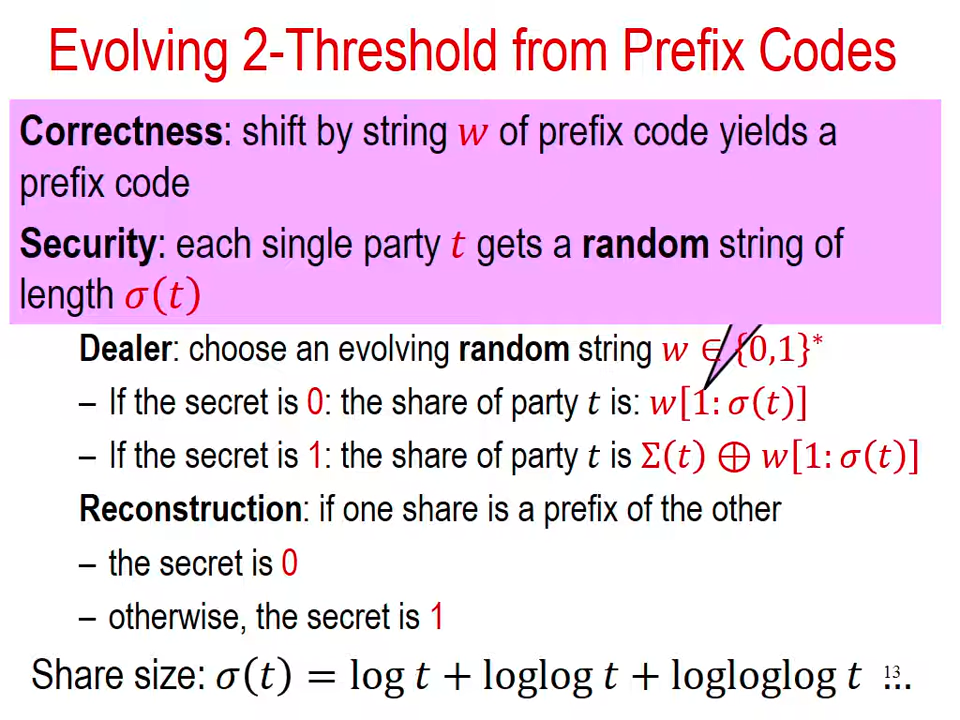 Evolving 2-Threshold from Prefix Codes
Correctness: shift by string w of prefix code yields a
prefix code
Security: each single party t gets a random string of
length σ(t)
Dealer: choose an evolving random string w ∈ {0,1}*
– If the secret is 0: the share of party t is: w[1: σ(t)]
– If the secret is 1: the share of party t is Σ(t) ⊕ w[1: σ(t)]
Reconstruction: if one share is a prefix of the other
– the secret is 0
– otherwise, the secret is 1
Share size: σ(t) = log t + loglog t + logloglog t ...
13